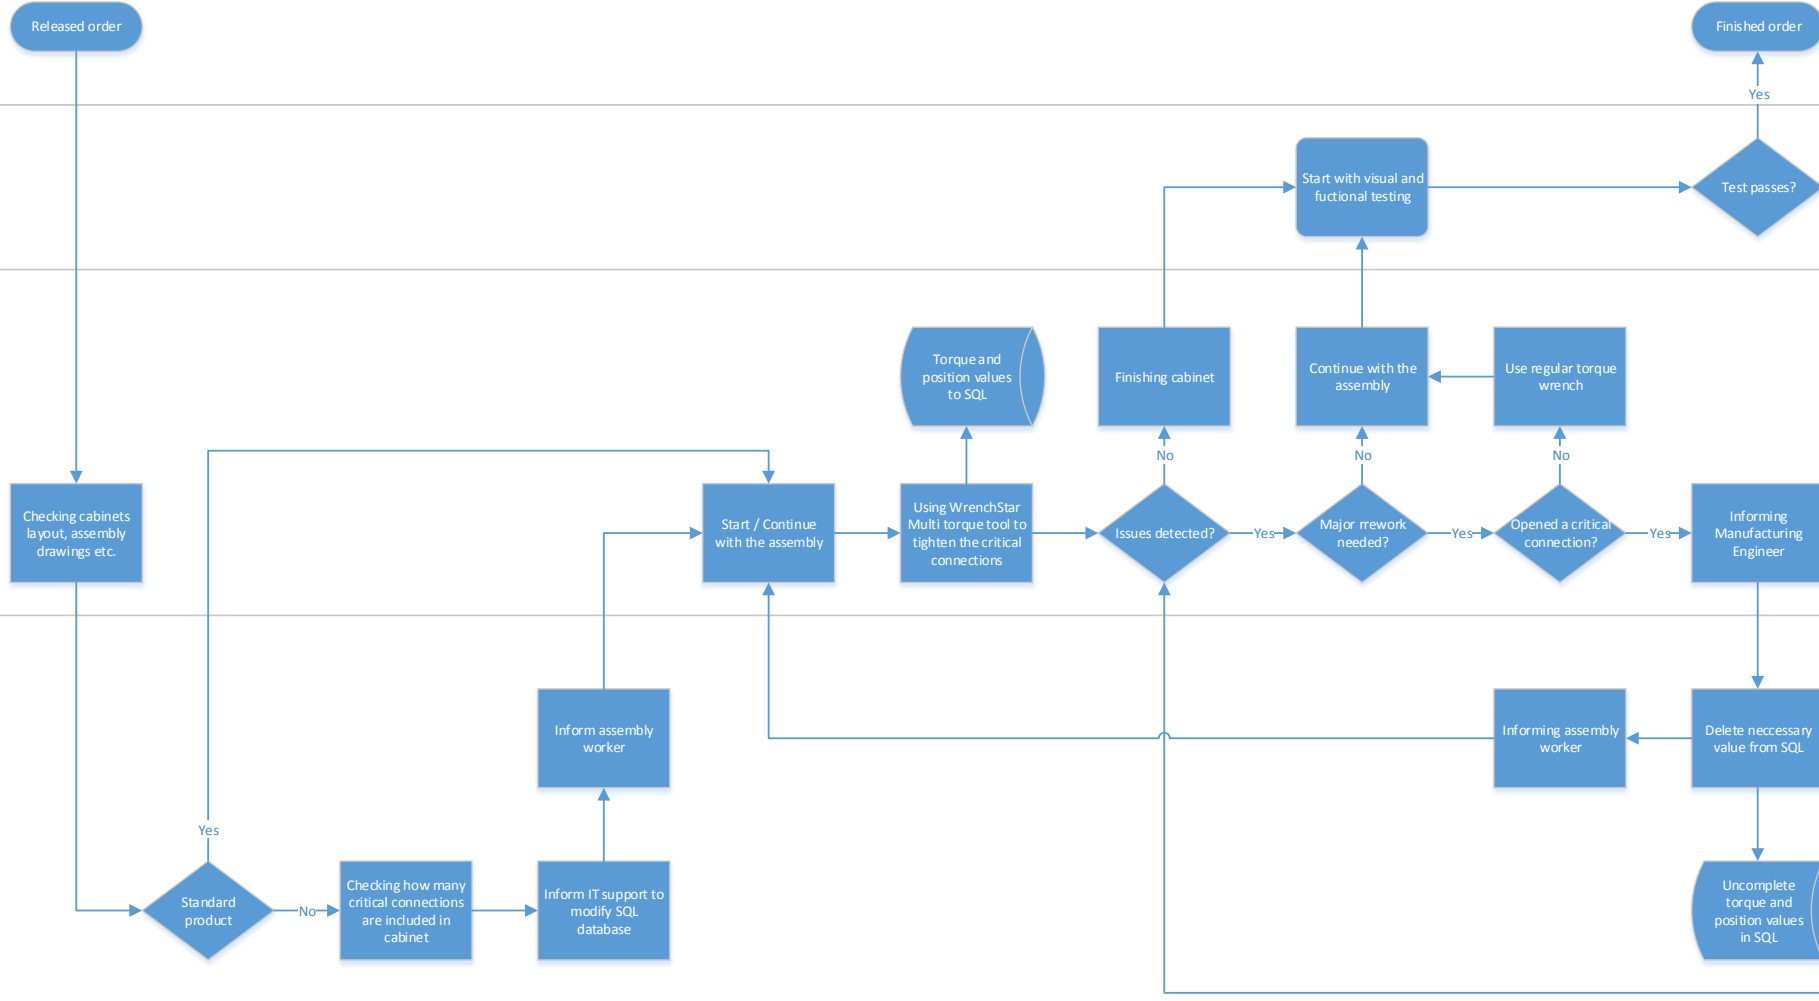 Released order
Finished order
Yes
Start with visual and
fuctional testing
Test passes?
Torque and
position values
to SQL
Finishing cabinet
Continue with the
assembly
Use regular torque
wrench
No
No
No
Checking cabinets
layout, assembly
drawings etc.
Start / Continue
with the assembly
Using WrenchStar
Multi torque tool to
tighten the critical
connections
Issues detected?
Yes
Major rrework
needed?
Yes
Opened a critical
connection?
Yes
Informing
Manufacturing
Engineer
Inform assembly
worker
Informing assembly
worker
Delete neccessary
value from SQL
Yes
Standard
product
No
Checking how many
critical connections
are included in
cabinet
Inform IT support to
modify SQL
database
Uncomplete
torque and
position values
in SQL